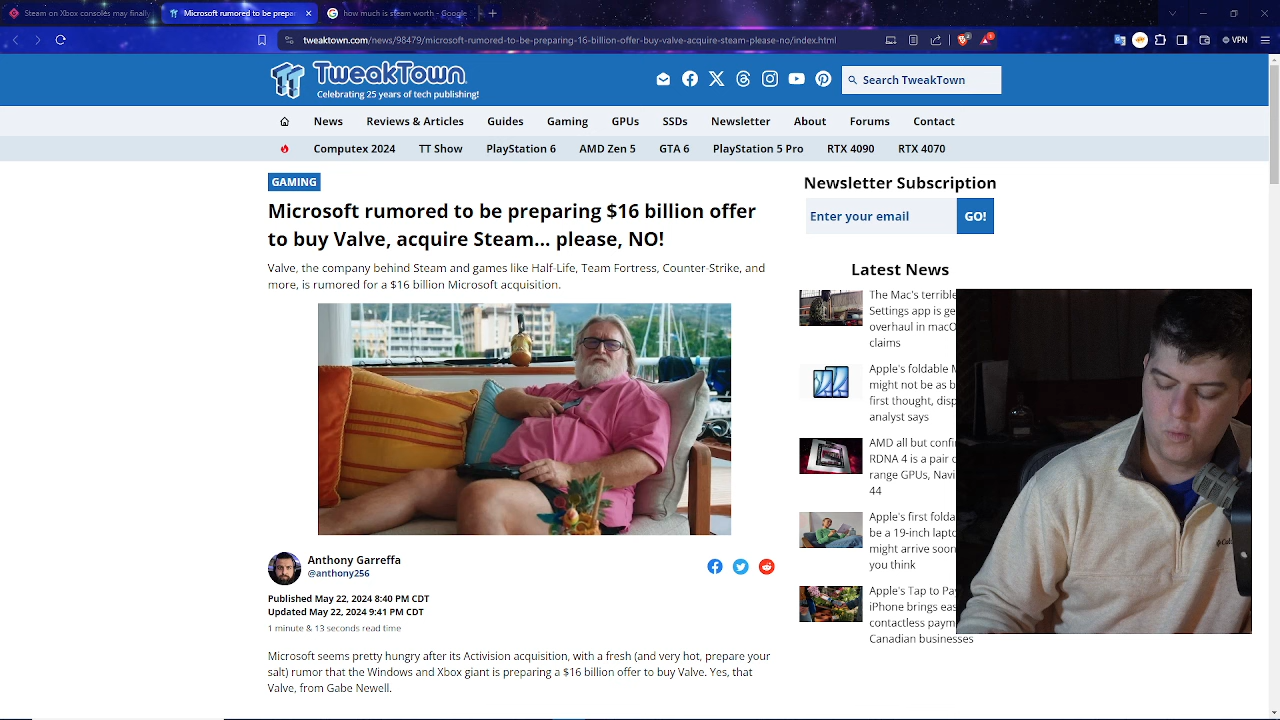 Steam on Xbox consoles may finally
Microsoft rumored to be prepar
how much is steam worth - Google
tweaktown.com/news/98479/microsoft-rumored-to-be-preparing-16-billion-offer-buy-valve-acquire-steam-please-no/index.html
2
1
VPN
TweakTown
Celebrating 25 years of tech publishing!
Search TweakTown
News
Reviews & Articles
Guides
Gaming
GPUs
SSDs
Newsletter
About
Forums
Contact
Computex 2024
TT Show
PlayStation 6
AMD Zen 5
GTA 6
PlayStation 5 Pro
RTX 4090
RTX 4070
GAMING
Microsoft rumored to be preparing $16 billion offer
to buy Valve, acquire Steam... please, NO!
Valve, the company behind Steam and games like Half-Life, Team Fortress, Counter-Strike, and
more, is rumored for a $16 billion Microsoft acquisition.
Anthony Garreffa
@anthony256
Published May 22, 2024 8:40 PM CDT
Updated May 22, 2024 9:41 PM CDT
1 minute & 13 seconds read time
Microsoft seems pretty hungry after its Activision acquisition, with a fresh (and very hot, prepare your
salt) rumor that the Windows and Xbox giant is preparing a $16 billion offer to buy Valve. Yes, that
Valve, from Gabe Newell.
Newsletter Subscription
Enter your email
GO!
Latest News
The Mac's terrible
Settings app is ge
overhaul in macO
claims
Apple's foldable
might not be as b
first thought, disp
analyst says
AMD all but confi
RDNA 4 is a pair o
range GPUs, Navi
44
Apple's first folda
be a 19-inch lapto
might arrive soon
you think
Apple's Tap to Pa
iPhone brings eas
contactless paym
Canadian businesses